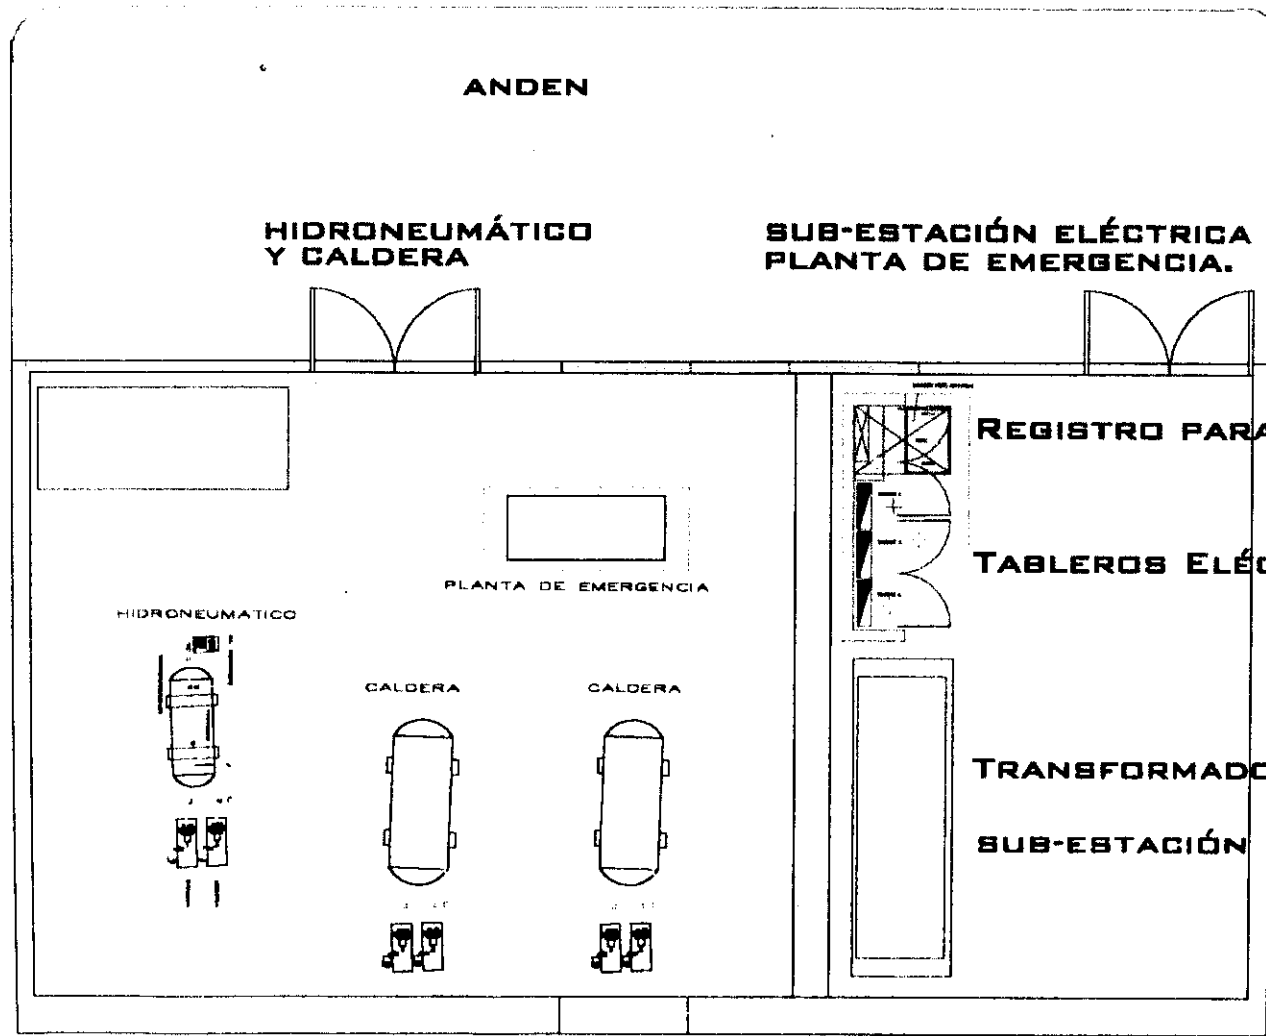 ANDEN
HIDRONEUMÁTICO
Y CALDERA
SUB-ESTACIÓN ELÉCTRICA
PLANTA DE EMERGENCIA.
REGISTRO PARA
PLANTA DE EMERGENCIA
TABLEROS ELÉC
HIDRONEUMATICO
CALDERA
CALDERA
TRANSFORMADO
SUB-ESTACIÓN